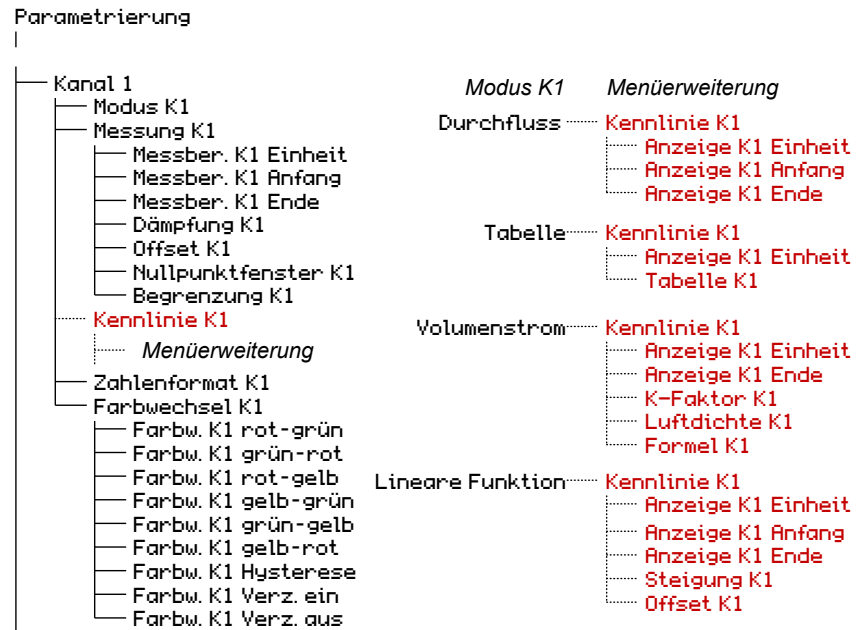 Parametrierung
Kanal 1
Modus K1
Messung K1
Messber. K1 Einheit
Messber. K1 Anfang
Messber. K1 Ende
Dämpfung K1
Offset K1
Nullpunktfenster K1
Begrenzung K1
Kennlinie K1
Menüerweiterung
Zahlenformat K1
Farbwechsel K1
Farbw. K1 rot-grün
Farbw. K1 grün-rot
Farbw. K1 rot-gelb
Farbw. K1 gelb-grün
Farbw. K1 grün-gelb
Farbw. K1 gelb-rot
Farbw. K1 Hysterese
Farbw. K1 Verz. ein
Farbw. K1 Verz. aus
Modus K1 Menüerweiterung
Durchfluss Kennlinie K1
Anzeige K1 Einheit
Anzeige K1 Anfang
Anzeige K1 Ende
Tabelle Kennlinie K1
Anzeige K1 Einheit
Tabelle K1
Volumenstrom Kennlinie K1
Anzeige K1 Einheit
Anzeige K1 Ende
K-Faktor K1
Luftdichte K1
Formel K1
Lineare Funktion Kennlinie K1
Anzeige K1 Einheit
Anzeige K1 Anfang
Anzeige K1 Ende
Steigung K1
Offset K1